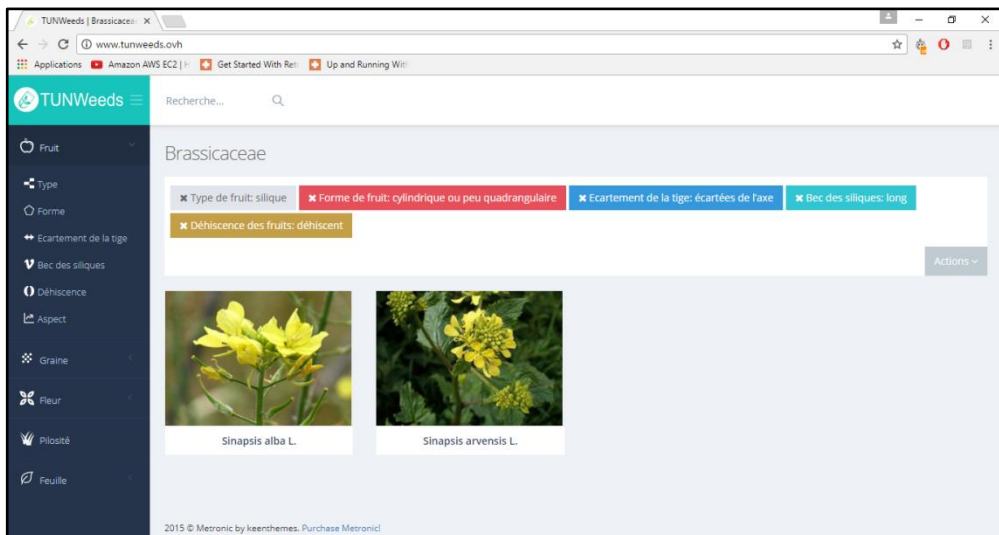 TUNWeeds | Brassicaceae
www.tunweeds.ovh
Applications Amazon AWS EC2 | Get Started With Up and Running
TUNWeeds
Recherche...
Fruit
Type
Forme
Ecartement de la tige
Bec des siliques
Déhiscence
Aspect
Graine
Fleur
Pilosité
Feuille
Brassicaceae
Type de fruit: silique Forme de fruit: cylindrique ou peu quadrangulaire Ecartement de la tige: écartées de l'axe Bec des siliques: long
Déhiscence des fruits: déhiscent
Actions
Sinapsis alba L. Sinapsis arvensis L.
2015 © Metronic by keenthemes. Purchase Metronic!